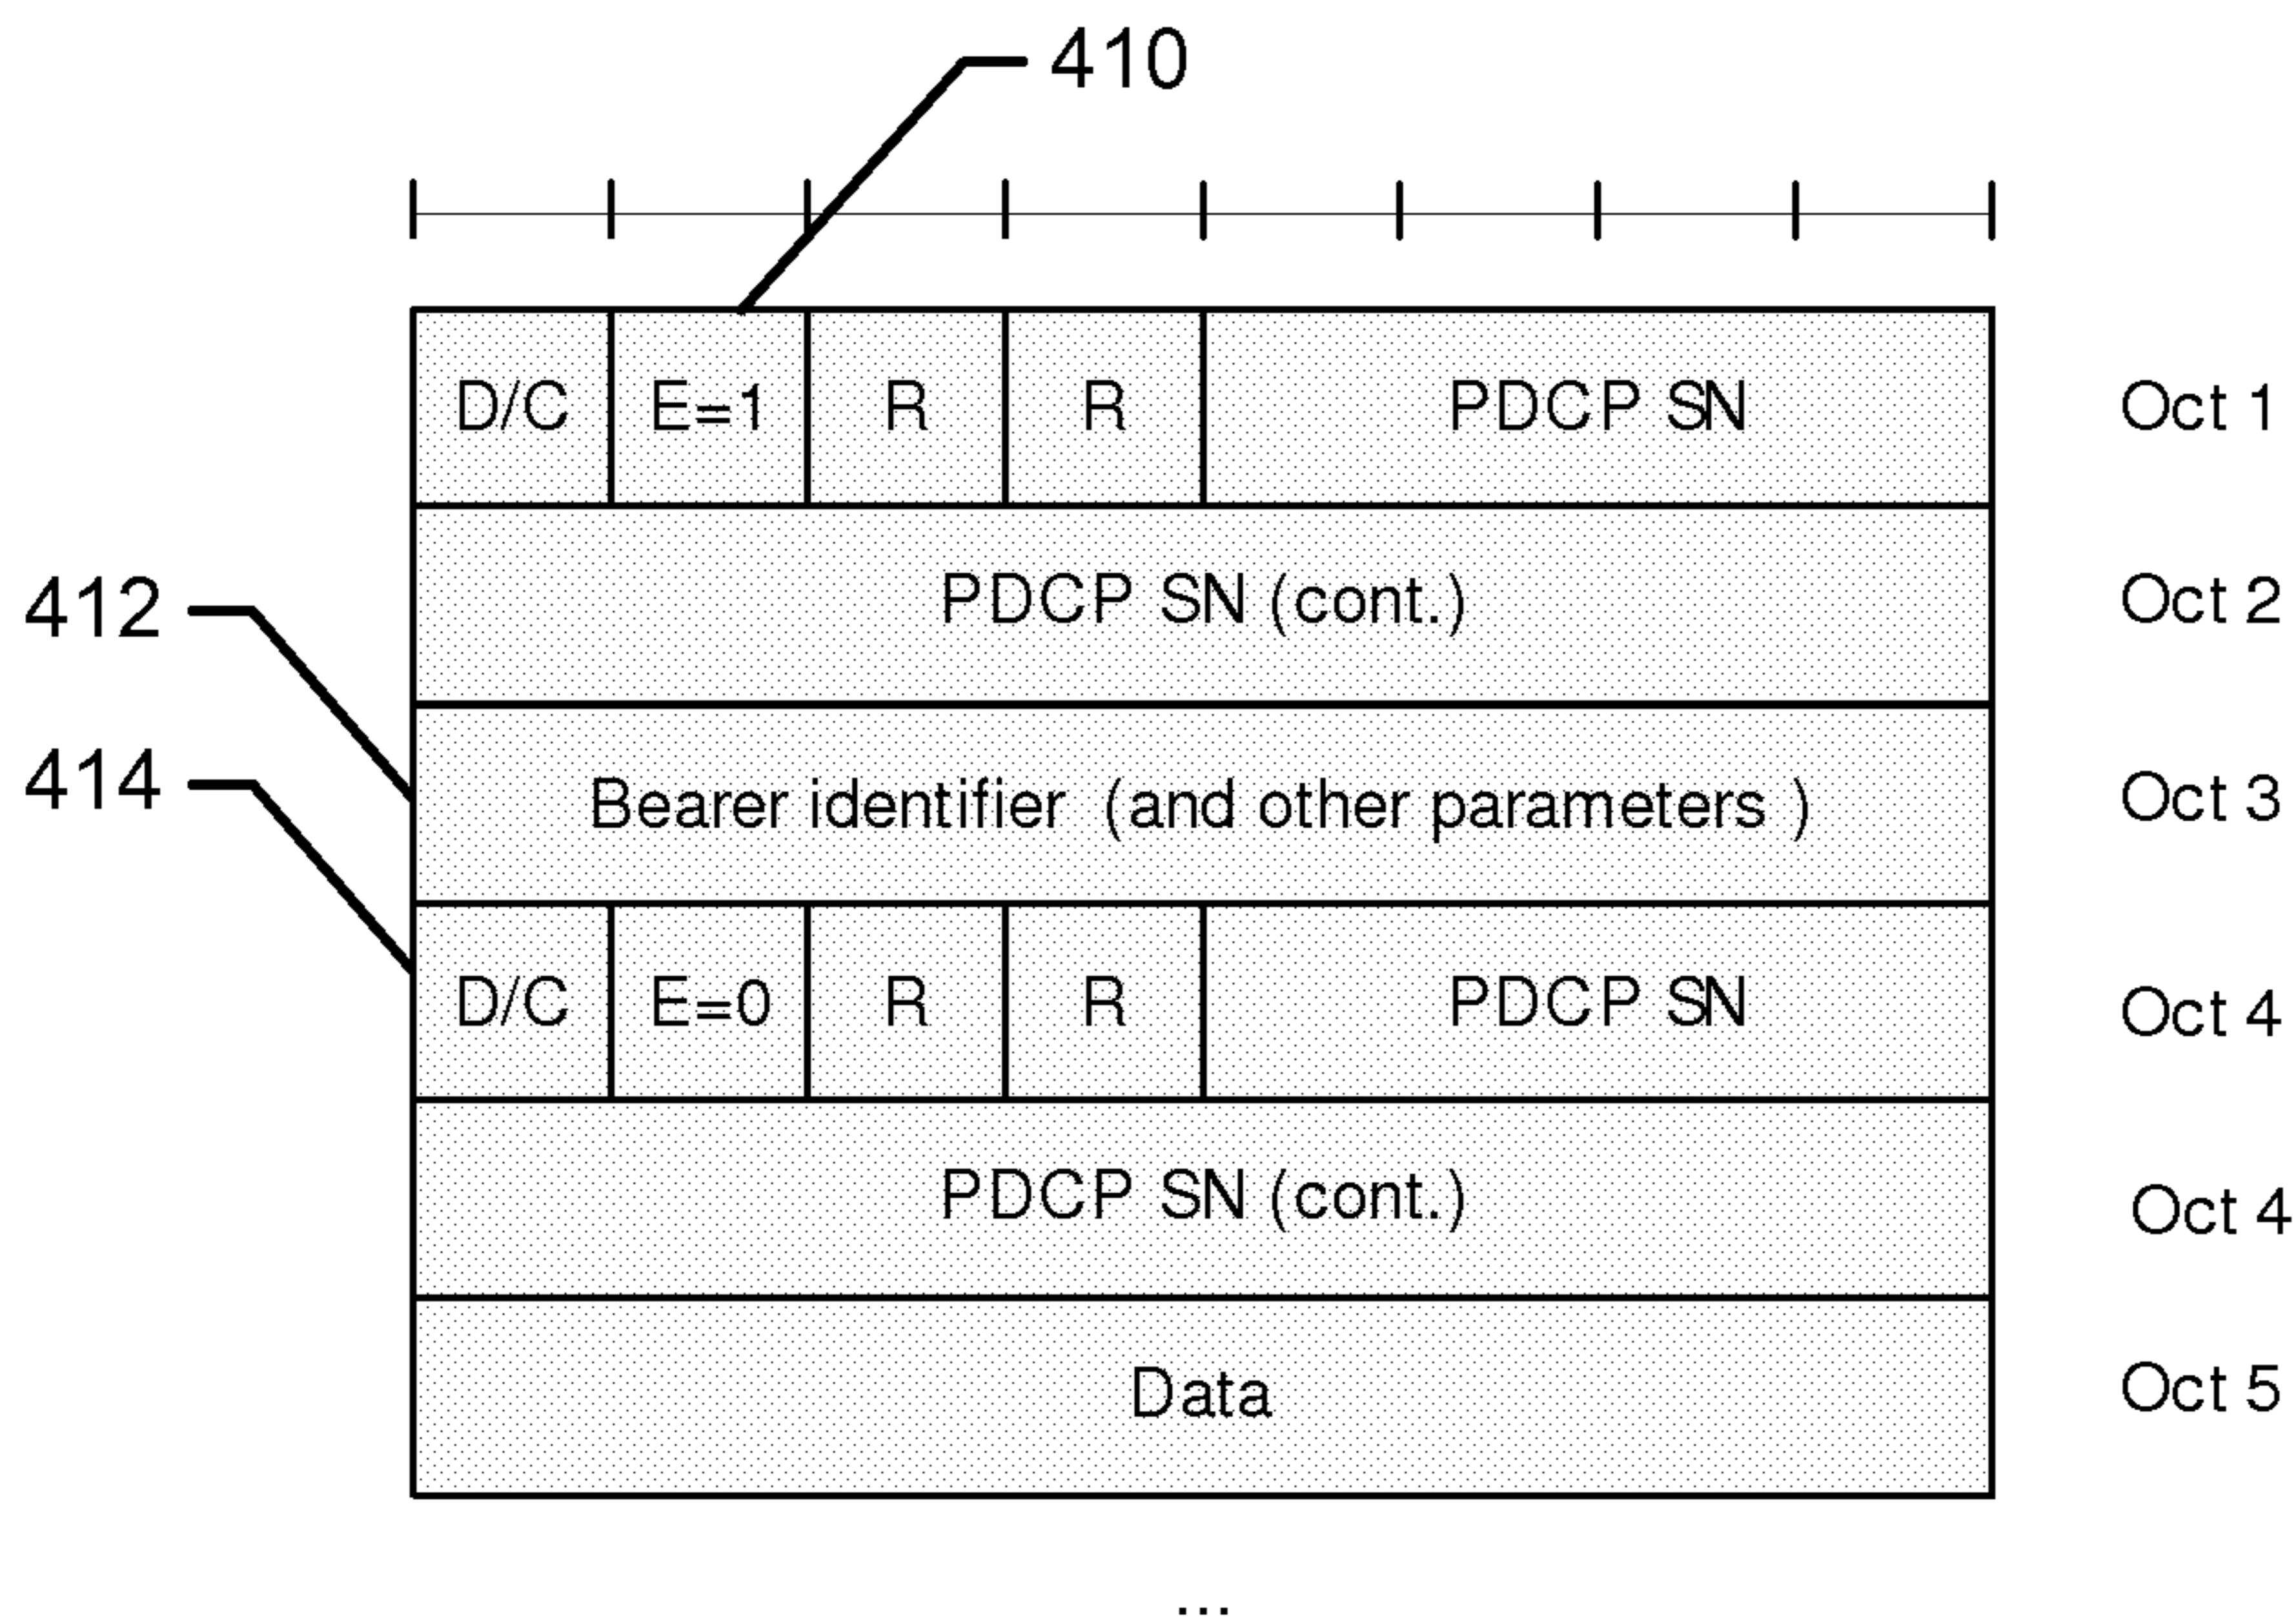 410
D/C E=1 R R PDCP SN Oct 1
PDCP SN (cont.) Oct 2
412
Bearer identifier (and other parameters ) Oct 3
414
D/C E=0 R R PDCP SN Oct 4
PDCP SN (cont.) Oct 4
Data Oct 5
...